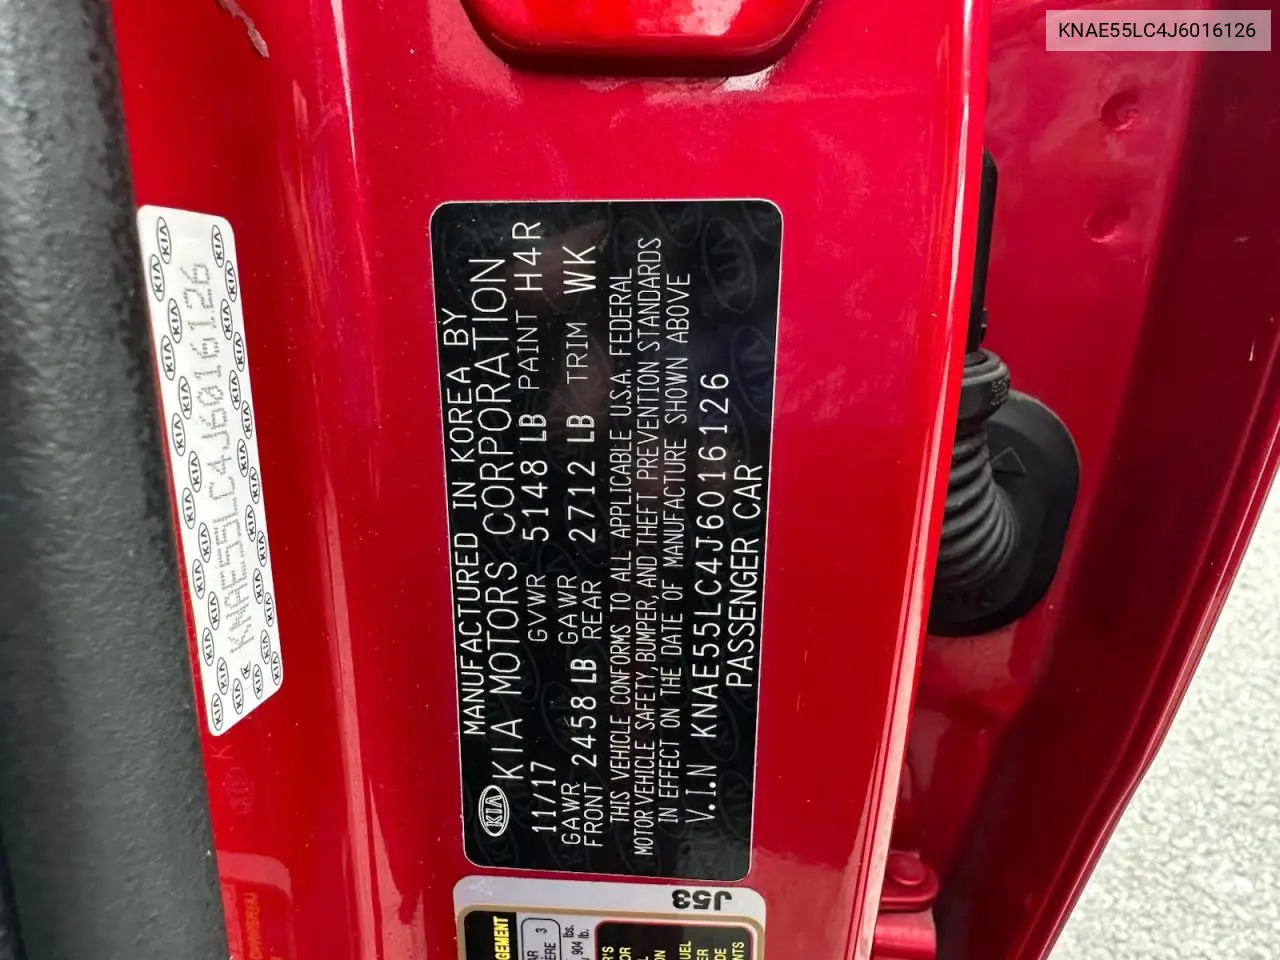 KNAE55LC4J6016126
KIA
MANUFACTURED IN KOREA BY
KIA MOTORS CORPORATION
11/17 GVWR 5148 LB PAINT H4R
GAWR FRONT 2458 LB GAWR REAR 2712 LB TRIM WK
THIS VEHICLE CONFORMS TO ALL APPLICABLE U.S.A. FEDERAL
MOTOR VEHICLE SAFETY, BUMPER, AND THEFT PREVENTION STANDARDS
IN EFFECT ON THE DATE OF MANUFACTURE SHOWN ABOVE
V.I.N KNAE55LC4J6016126
PASSENGER CAR
KNAE55LC4J6016126
J53